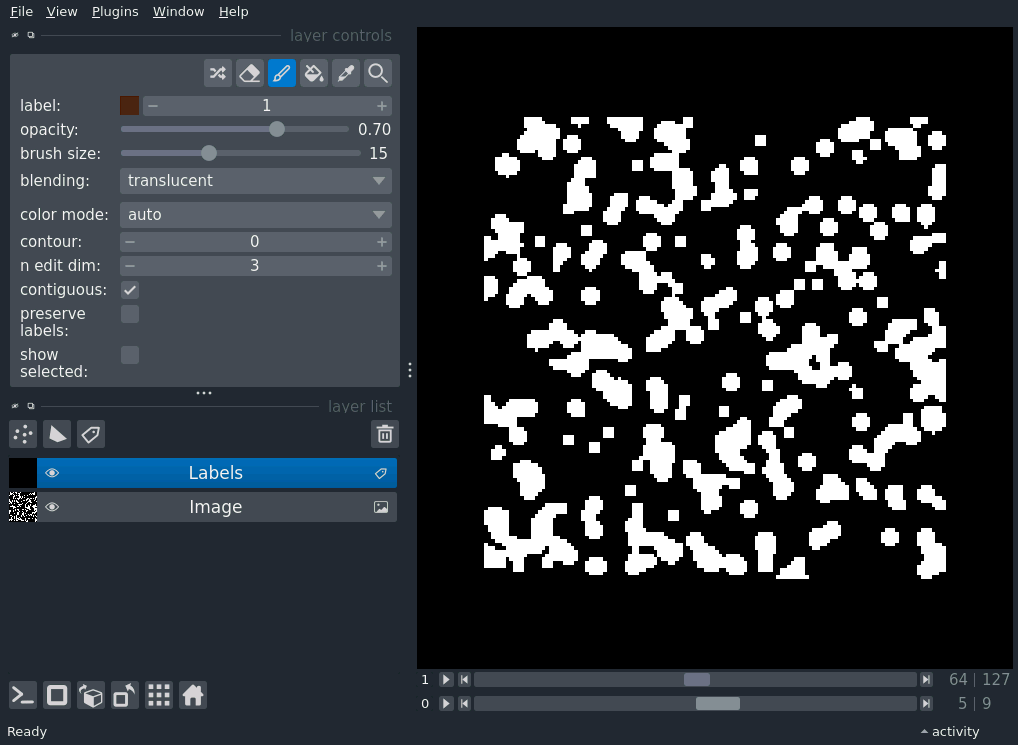 File View Plugins Window Help
layer controls
label: 1
opacity: 0.70
brush size: 15
blending: translucent
color mode: auto
contour: 0
n edit dim: 3
contiguous:
preserve
labels:
show
selected:
layer list
Labels
Image
1 64 | 127
0 5 | 9
Ready activity